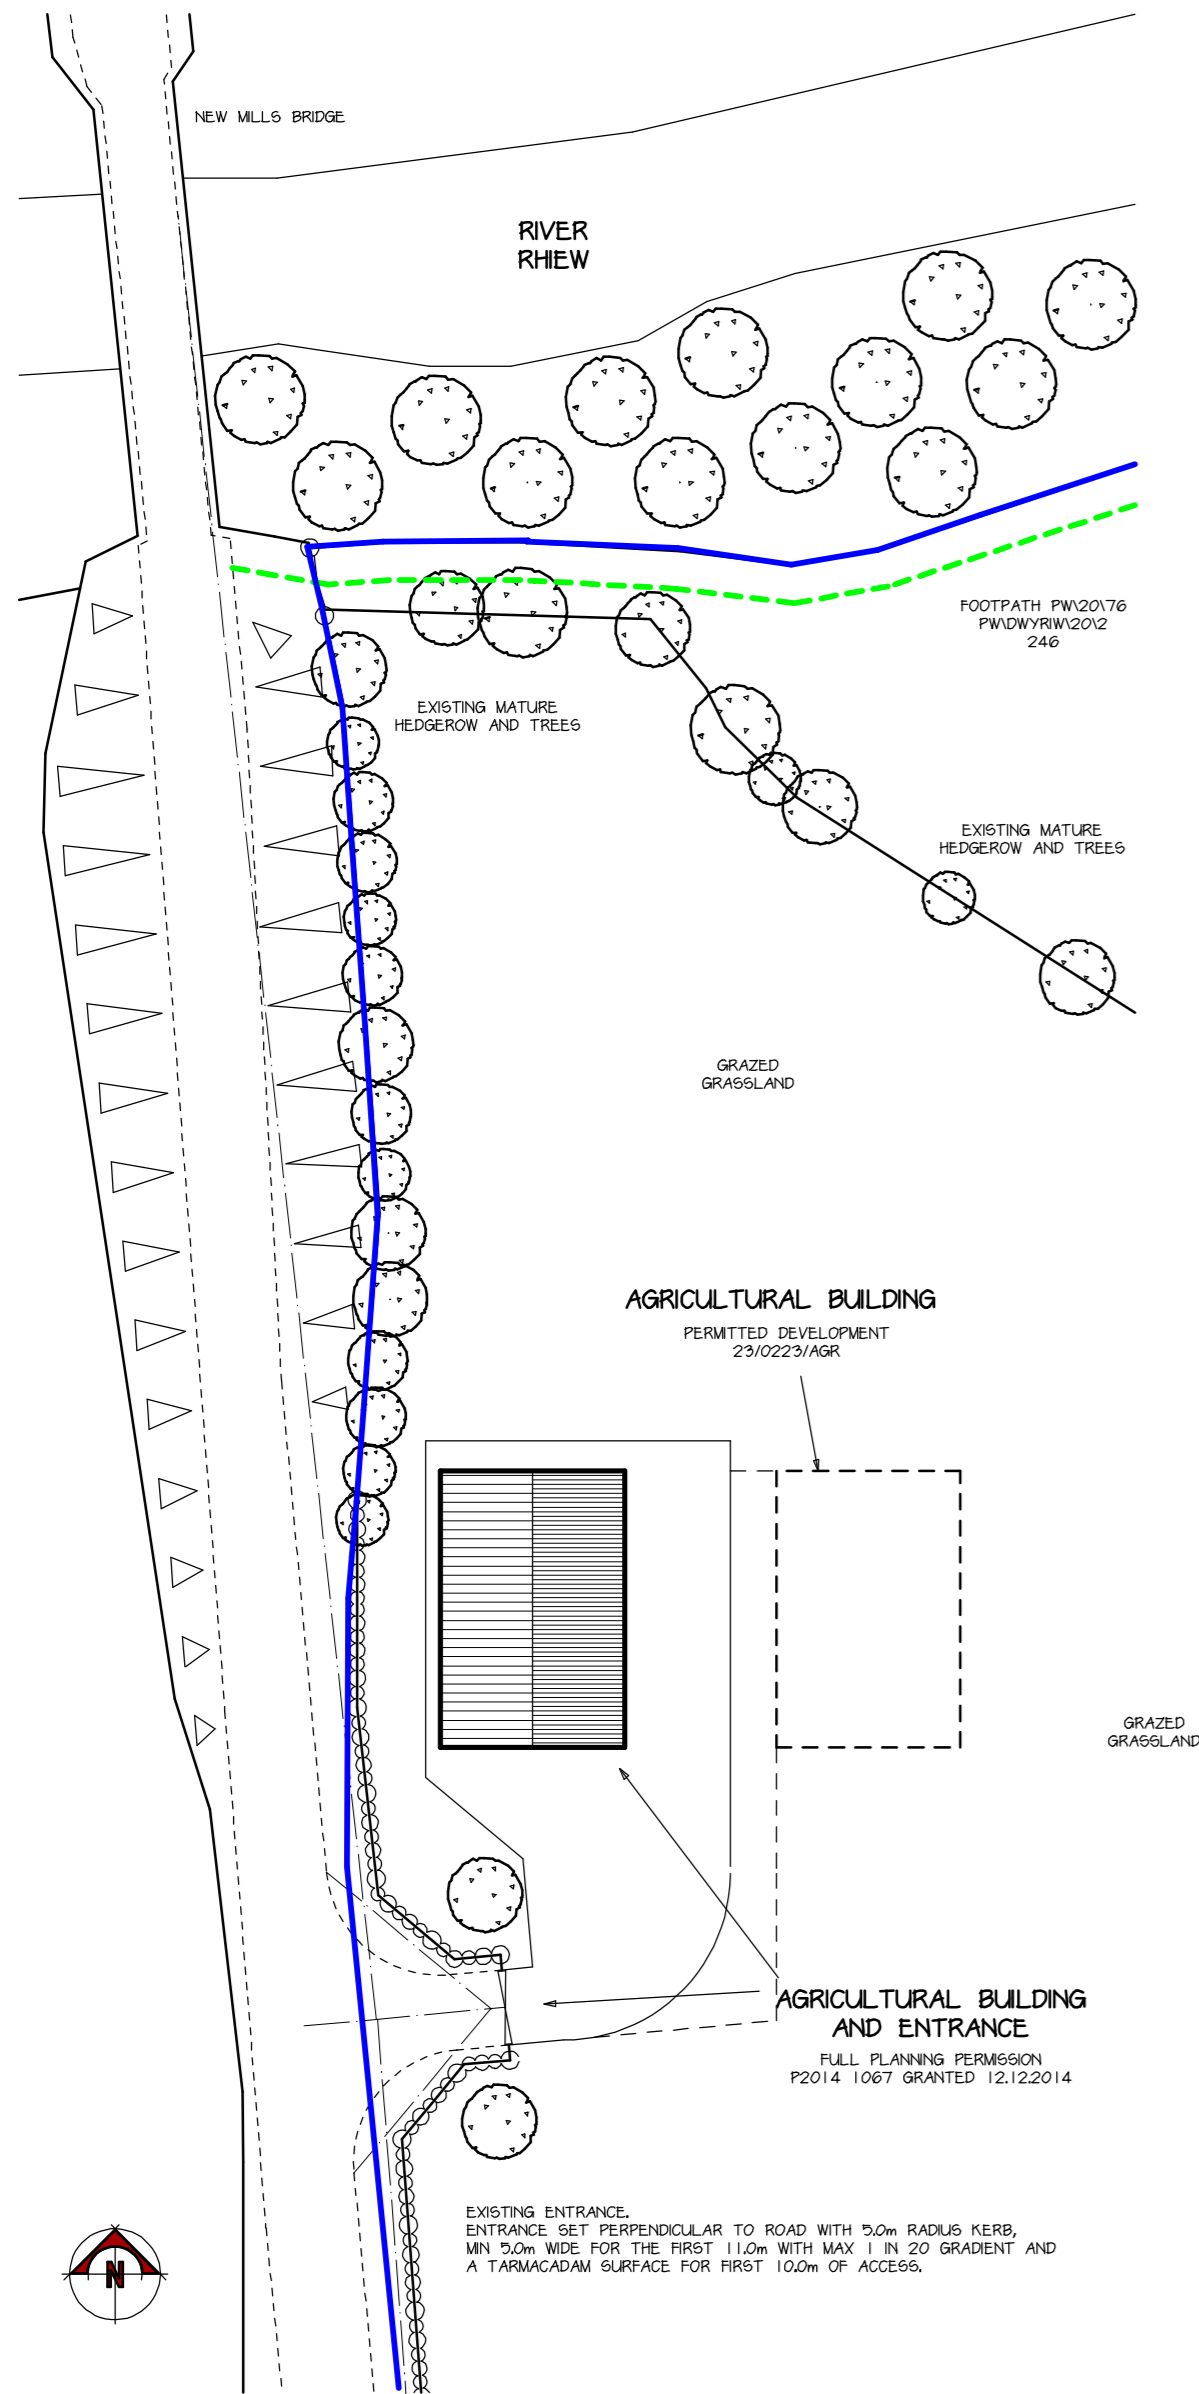 NEW MILLS BRIDGE
RIVER
RHIEW
FOOTPATH PW\20\76
PW\DWYRIW\20\2
246
EXISTING MATURE
HEDGEROW AND TREES
EXISTING MATURE
HEDGEROW AND TREES
GRAZED
GRASSLAND
AGRICULTURAL BUILDING
PERMITTED DEVELOPMENT
23/0223/AGR
GRAZED
GRASSLAND
AGRICULTURAL BUILDING
AND ENTRANCE
FULL PLANNING PERMISSION
P2014 1067 GRANTED 12.12.2014
EXISTING ENTRANCE.
ENTRANCE SET PERPENDICULAR TO ROAD WITH 5.0m RADIUS KERB,
MIN 5.0m WIDE FOR THE FIRST 11.0m WITH MAX 1 IN 20 GRADIENT AND
A TARMACADAM SURFACE FOR FIRST 10.0m OF ACCESS.
N